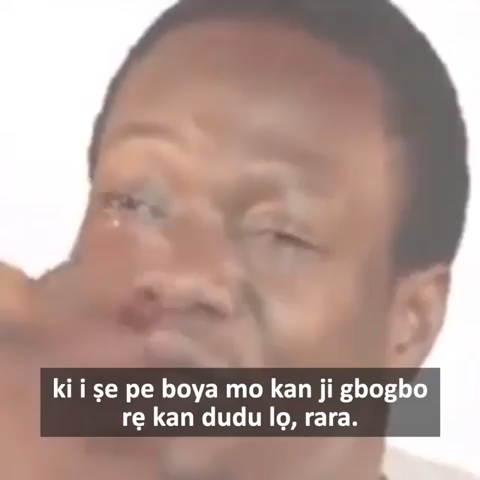 ki i ṣe pe boya mo kan ji gbogbo
rẹ kan dudu lọ, rara.